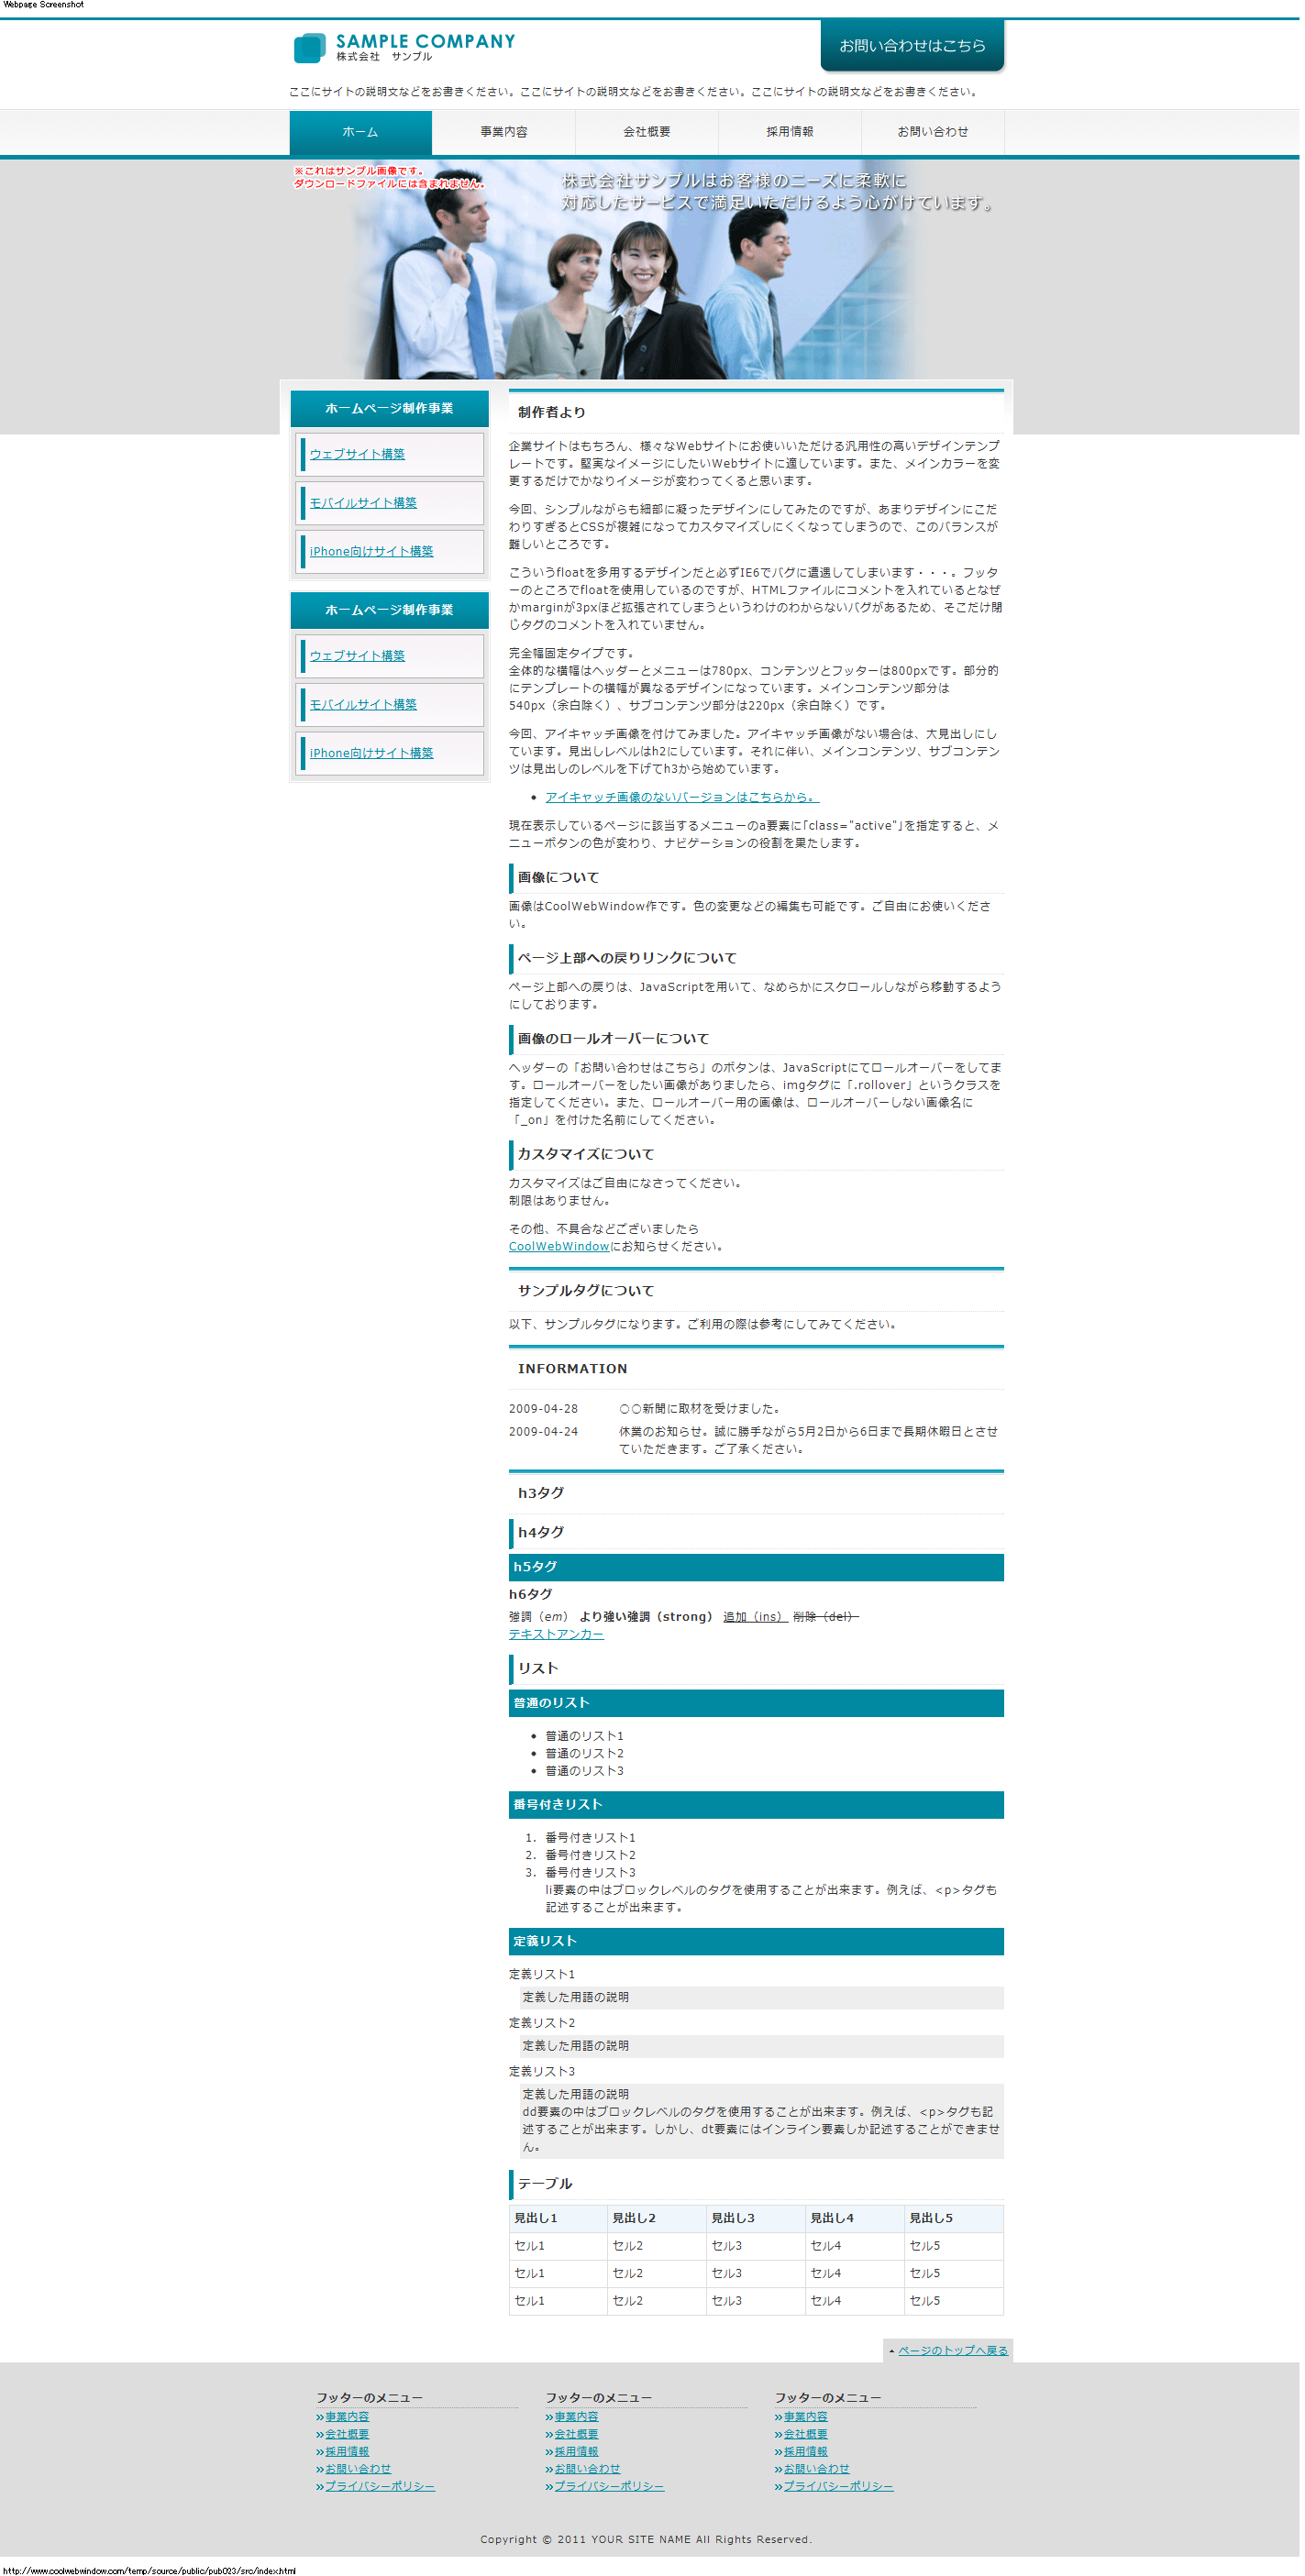 Webpage Screenshot
SAMPLE COMPANY
株式会社　サンプル
お問い合わせはこちら
ここにサイトの説明文などをお書きください。ここにサイトの説明文などをお書きください。ここにサイトの説明文などをお書きください。
ホーム 事業内容 会社概要 採用情報 お問い合わせ
※これはサンプル画像です。
ダウンロードファイルには含まれません。
株式会社サンプルはお客様のニーズに柔軟に
対応したサービスで満足いただけるよう心がけています。
ホームページ制作事業
ウェブサイト構築
モバイルサイト構築
iPhone向けサイト構築
ホームページ制作事業
ウェブサイト構築
モバイルサイト構築
iPhone向けサイト構築
制作者より
企業サイトはもちろん、様々なWebサイトにお使いいただける汎用性の高いデザインテンプ
レートです。堅実なイメージにしたいWebサイトに適しています。また、メインカラーを変
更するだけでかなりイメージが変わってくると思います。
今回、シンプルながらも細部に凝ったデザインにしてみたのですが、あまりデザインにこだ
わりすぎるとCSSが複雑になってカスタマイズしにくくなってしまうので、このバランスが
難しいところです。
こういうfloatを多用するデザインだと必ずIE6でバグに遭遇してしまいます・・・。フッタ
ーのところでfloatを使用しているのですが、HTMLファイルにコメントを入れているとなぜ
かmarginが3pxほど拡張されてしまうというわけのわからないバグがあるため、そこだけ閉
じタグのコメントを入れていません。
完全幅固定タイプです。
全体的な横幅はヘッダーとメニューは780px、コンテンツとフッターは800pxです。部分的
にテンプレートの横幅が異なるデザインになっています。メインコンテンツ部分は
540px（余白除く）、サブコンテンツ部分は220px（余白除く）です。
今回、アイキャッチ画像を付けてみました。アイキャッチ画像がない場合は、大見出しにし
ています。見出しレベルはh2にしています。それに伴い、メインコンテンツ、サブコンテン
ツは見出しのレベルを下げてh3から始めています。
アイキャッチ画像のないバージョンはこちらから。
現在表示しているページに該当するメニューのa要素に｢class="active"｣を指定すると、メ
ニューボタンの色が変わり、ナビゲーションの役割を果たします。
画像について
画像はCoolWebWindow作です。色の変更などの編集も可能です。ご自由にお使いくださ
い。
ページ上部への戻りリンクについて
ページ上部への戻りは、JavaScriptを用いて、なめらかにスクロールしながら移動するよう
にしております。
画像のロールオーバーについて
ヘッダーの「お問い合わせはこちら」のボタンは、JavaScriptにてロールオーバーをしてま
す。ロールオーバーをしたい画像がありましたら、imgタグに「.rollover」というクラスを
指定してください。また、ロールオーバー用の画像は、ロールオーバーしない画像名に
「_on」を付けた名前にしてください。
カスタマイズについて
カスタマイズはご自由になさってください。
制限はありません。
その他、不具合などございましたら
CoolWebWindowにお知らせください。
サンプルタグについて
以下、サンプルタグになります。ご利用の際は参考にしてみてください。
INFORMATION
2009-04-28 ○○新聞に取材を受けました。
2009-04-24 休業のお知らせ。誠に勝手ながら5月2日から6日まで長期休暇日とさせ
ていただきます。ご了承ください。
h3タグ
h4タグ
h5タグ
h6タグ
強調（em） より強い強調（strong） 追加（ins） 削除（del）
テキストアンカー
リスト
普通のリスト
普通のリスト1
普通のリスト2
普通のリスト3
番号付きリスト
1. 番号付きリスト1
2. 番号付きリスト2
3. 番号付きリスト3
li要素の中はブロックレベルのタグを使用することが出来ます。例えば、<p>タグも
記述することが出来ます。
定義リスト
定義リスト1
定義した用語の説明
定義リスト2
定義した用語の説明
定義リスト3
定義した用語の説明
dd要素の中はブロックレベルのタグを使用することが出来ます。例えば、<p>タグも記
述することが出来ます。しかし、dt要素にはインライン要素しか記述することができませ
ん。
テーブル
見出し1 見出し2 見出し3 見出し4 見出し5
セル1 セル2 セル3 セル4 セル5
セル1 セル2 セル3 セル4 セル5
セル1 セル2 セル3 セル4 セル5
ページのトップへ戻る
フッターのメニュー フッターのメニュー フッターのメニュー
事業内容 事業内容 事業内容
会社概要 会社概要 会社概要
採用情報 採用情報 採用情報
お問い合わせ お問い合わせ お問い合わせ
プライバシーポリシー プライバシーポリシー プライバシーポリシー
Copyright © 2011 YOUR SITE NAME All Rights Reserved.
http://www.coolwebwindow.com/temp/source/public/pub023/src/index.html